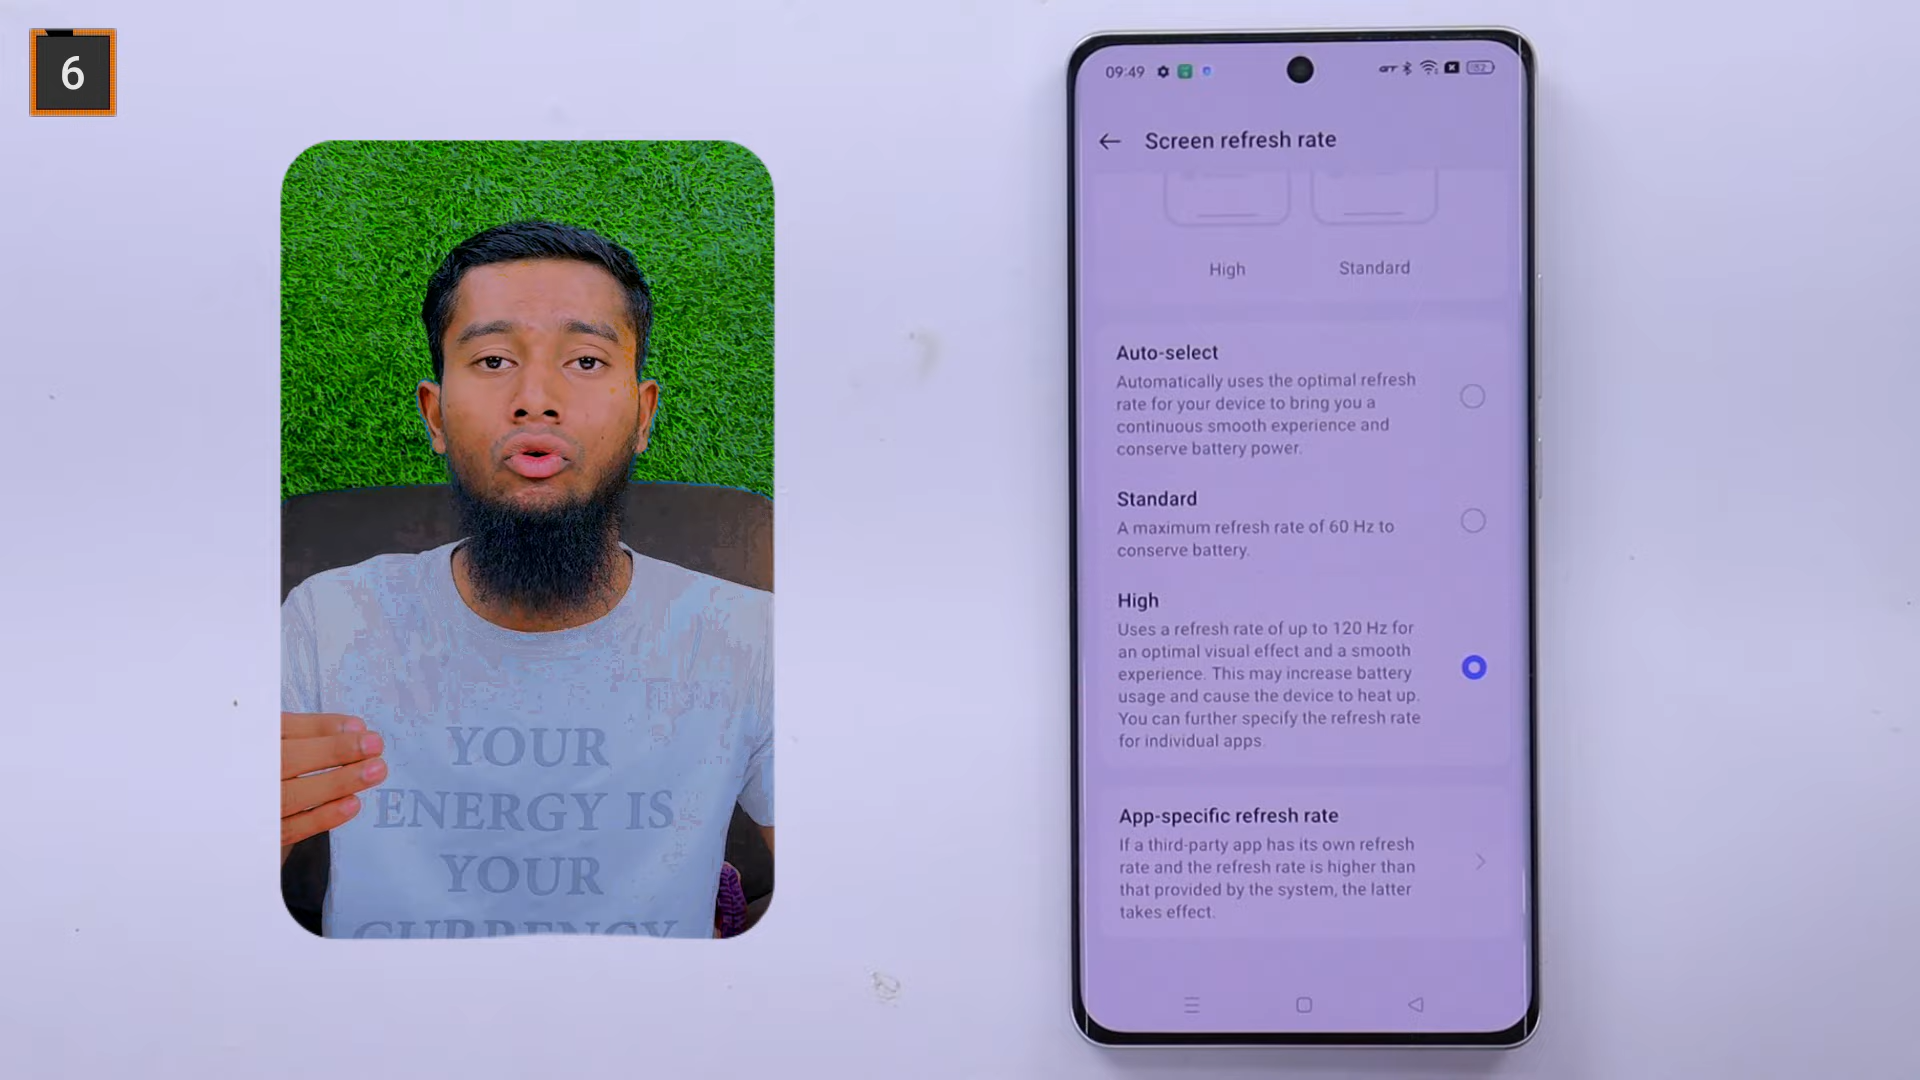 6
YOUR
ENERGY IS
YOUR
CURRENCY
09:49
GT
Screen refresh rate
High
Standard
Auto-select
Automatically uses the optimal refresh
rate for your device to bring you a
continuous smooth experience and
conserve battery power.
Standard
A maximum refresh rate of 60 Hz to
conserve battery.
High
Uses a refresh rate of up to 120 Hz for
an optimal visual effect and a smooth
experience. This may increase battery
usage and cause the device to heat up.
You can further specify the refresh rate
for individual apps.
App-specific refresh rate
If a third-party app has its own refresh
rate and the refresh rate is higher than
that provided by the system, the latter
takes effect.